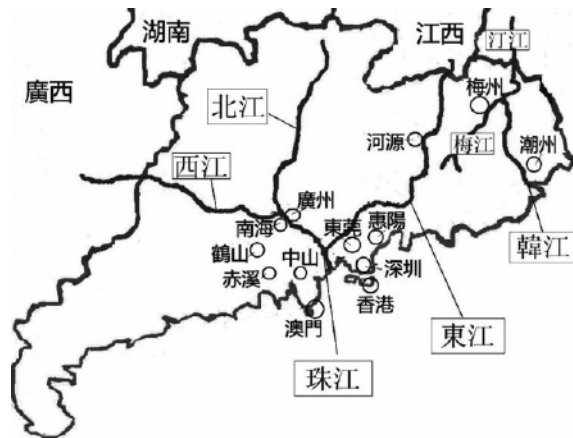 湖南
江西
汀江
廣西
梅州
北江
河源
梅江
潮州
西江
廣州
南海
東莞
惠陽
韓江
鶴山
中山
深圳
赤溪
香港
澳門
東江
珠江